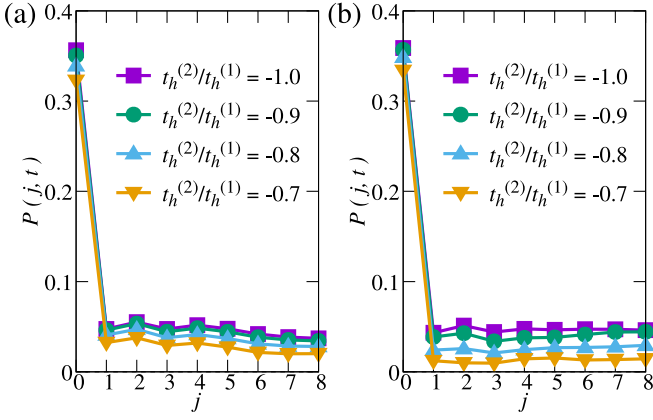 (a)
0.4
0.3
0.2
0.1
0
P ( j, t )
t_h^(2)/t_h^(1) = -1.0
t_h^(2)/t_h^(1) = -0.9
t_h^(2)/t_h^(1) = -0.8
t_h^(2)/t_h^(1) = -0.7
0 1 2 3 4 5 6 7 8
j
(b)
0.4
0.3
0.2
0.1
0
P ( j, t )
t_h^(2)/t_h^(1) = -1.0
t_h^(2)/t_h^(1) = -0.9
t_h^(2)/t_h^(1) = -0.8
t_h^(2)/t_h^(1) = -0.7
0 1 2 3 4 5 6 7 8
j